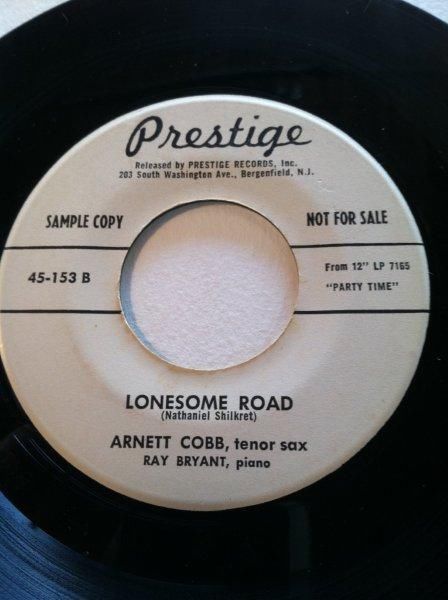 Prestige
Released by PRESTIGE RECORDS, Inc.
203 South Washington Ave., Bergenfield, N.J.
SAMPLE COPY
NOT FOR SALE
45-153 B
From 12" LP 7165
"PARTY TIME"
LONESOME ROAD
(Nathaniel Shilkret)
ARNETT COBB, tenor sax
RAY BRYANT, piano